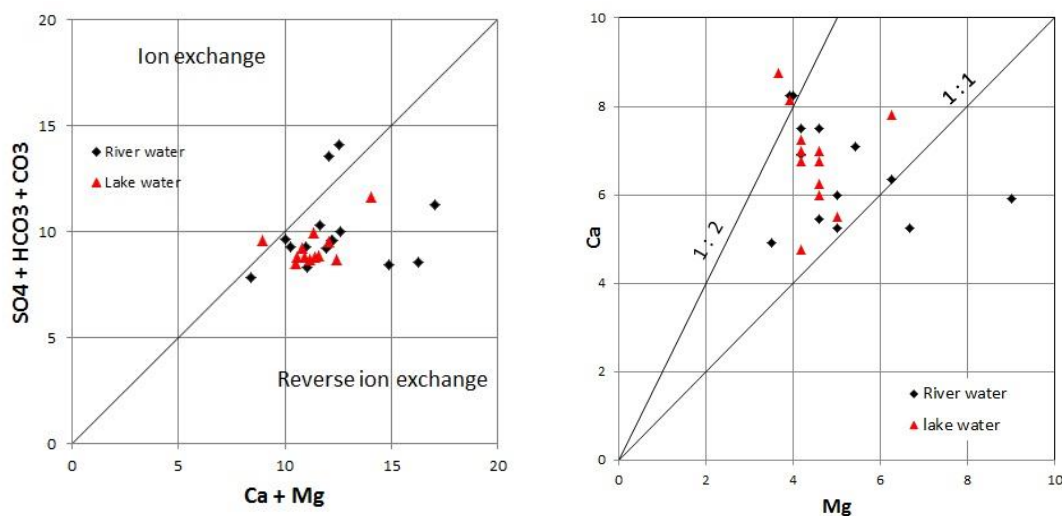 20
15
10
5
0
SO4 + HCO3 + CO3
Ion exchange
River water
Lake water
Reverse ion exchange
0 5 10 15 20
Ca + Mg
10
8
6
4
2
0
Ca
1 : 2
1 : 1
River water
lake water
0 2 4 6 8 10
Mg